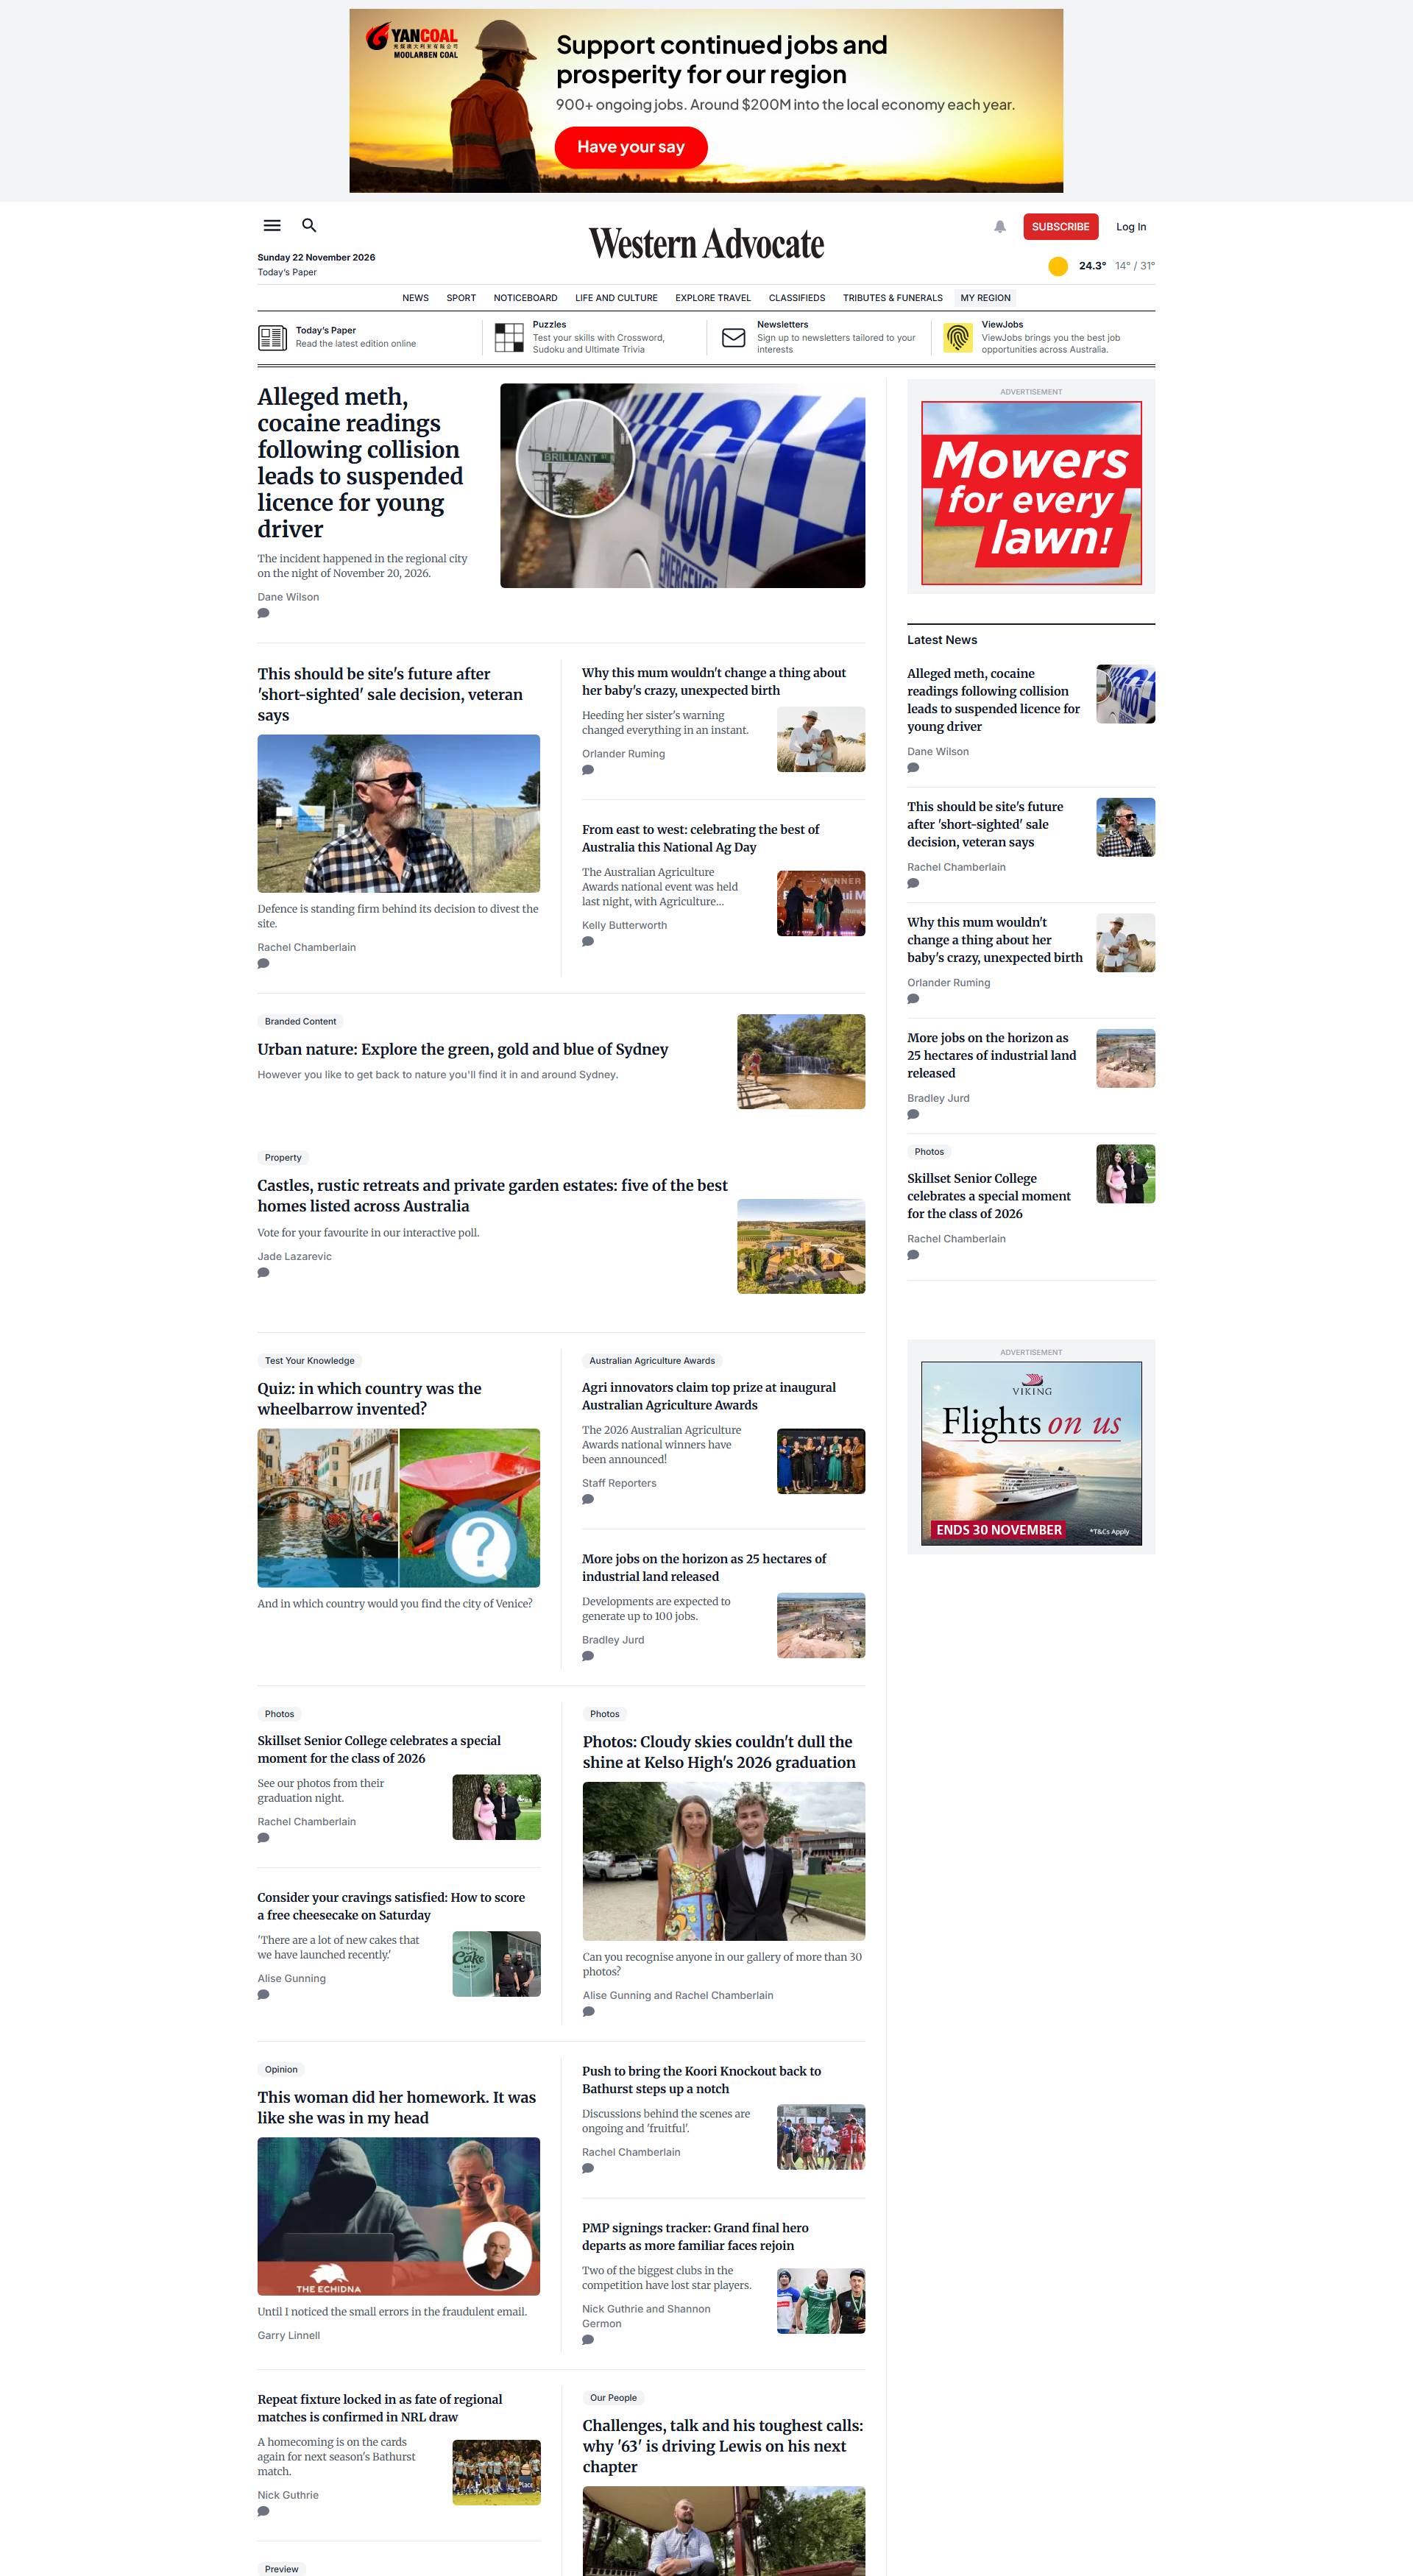 YANCOAL
MOOLARBEN COAL
Support continued jobs and
prosperity for our region
900+ ongoing jobs. Around $200M into the local economy each year.
Have your say
SUBSCRIBE
Log In
Western Advocate
Sunday 22 November 2026
Today's Paper
24.3° 14° / 31°
NEWS
SPORT
NOTICEBOARD
LIFE AND CULTURE
EXPLORE TRAVEL
CLASSIFIEDS
TRIBUTES & FUNERALS
MY REGION
Today's Paper
Read the latest edition online
Puzzles
Test your skills with Crossword,
Sudoku and Ultimate Trivia
Newsletters
Sign up to newsletters tailored to your
interests
ViewJobs
ViewJobs brings you the best job
opportunities across Australia.
Alleged meth,
cocaine readings
following collision
leads to suspended
licence for young
driver
The incident happened in the regional city
on the night of November 20, 2026.
Dane Wilson
BRILLIANT ST
000
EMERGENCY
This should be site's future after
'short-sighted' sale decision, veteran
says
Defence is standing firm behind its decision to divest the
site.
Rachel Chamberlain
Why this mum wouldn't change a thing about
her baby's crazy, unexpected birth
Heeding her sister's warning
changed everything in an instant.
Orlander Ruming
From east to west: celebrating the best of
Australia this National Ag Day
The Australian Agriculture
Awards national event was held
last night, with Agriculture...
Kelly Butterworth
Branded Content
Urban nature: Explore the green, gold and blue of Sydney
However you like to get back to nature you'll find it in and around Sydney.
Property
Castles, rustic retreats and private garden estates: five of the best
homes listed across Australia
Vote for your favourite in our interactive poll.
Jade Lazarevic
Test Your Knowledge
Quiz: in which country was the
wheelbarrow invented?
?
And in which country would you find the city of Venice?
Australian Agriculture Awards
Agri innovators claim top prize at inaugural
Australian Agriculture Awards
The 2026 Australian Agriculture
Awards national winners have
been announced!
Staff Reporters
More jobs on the horizon as 25 hectares of
industrial land released
Developments are expected to
generate up to 100 jobs.
Bradley Jurd
Photos
Skillset Senior College celebrates a special
moment for the class of 2026
See our photos from their
graduation night.
Rachel Chamberlain
Consider your cravings satisfied: How to score
a free cheesecake on Saturday
'There are a lot of new cakes that
we have launched recently.'
Alise Gunning
Cake
Photos
Photos: Cloudy skies couldn't dull the
shine at Kelso High's 2026 graduation
Can you recognise anyone in our gallery of more than 30
photos?
Alise Gunning and Rachel Chamberlain
Opinion
This woman did her homework. It was
like she was in my head
THE ECHIDNA
Until I noticed the small errors in the fraudulent email.
Garry Linnell
Push to bring the Koori Knockout back to
Bathurst steps up a notch
Discussions behind the scenes are
ongoing and 'fruitful'.
Rachel Chamberlain
PMP signings tracker: Grand final hero
departs as more familiar faces rejoin
Two of the biggest clubs in the
competition have lost star players.
Nick Guthrie and Shannon
Germon
Repeat fixture locked in as fate of regional
matches is confirmed in NRL draw
A homecoming is on the cards
again for next season's Bathurst
match.
Nick Guthrie
Preview
Our People
Challenges, talk and his toughest calls:
why '63' is driving Lewis on his next
chapter
ADVERTISEMENT
Mowers
for every
lawn!
Latest News
Alleged meth, cocaine
readings following collision
leads to suspended licence for
young driver
Dane Wilson
This should be site's future
after 'short-sighted' sale
decision, veteran says
Rachel Chamberlain
Why this mum wouldn't
change a thing about her
baby's crazy, unexpected birth
Orlander Ruming
More jobs on the horizon as
25 hectares of industrial land
released
Bradley Jurd
Photos
Skillset Senior College
celebrates a special moment
for the class of 2026
Rachel Chamberlain
ADVERTISEMENT
VIKING
Flights on us
ENDS 30 NOVEMBER
*T&Cs Apply